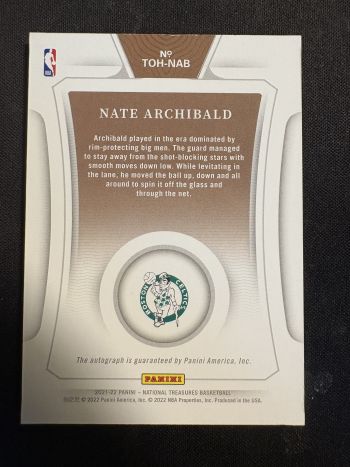 Nº
TOH-NAB
NBA
NATE ARCHIBALD
Archibald played in the era dominated by
rim-protecting big men. The guard managed
to stay away from the shot-blocking stars with
smooth moves down low. While levitating in
the lane, he moved the ball up, down and all
around to spin it off the glass and
through the net.
BOSTON CELTICS
The autograph is guaranteed by Panini America, Inc.
PANINI
2021-22 PANINI – NATIONAL TREASURES BASKETBALL
© 2022 Panini America, Inc. © 2022 NBA Properties, Inc. Produced in the USA.